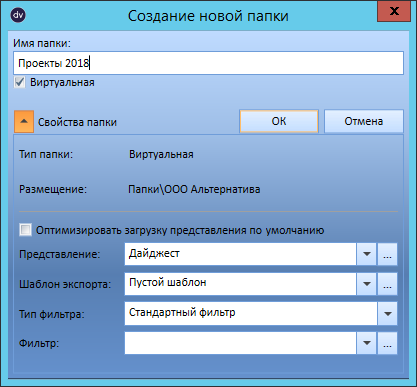 dv Создание новой папки x
Имя папки:
Проекты 2018
Виртуальная
Свойства папки ОК Отмена
Тип папки: Виртуальная
Размещение: Папки\ООО Альтернатива
Оптимизировать загрузку представления по умолчанию
Представление: Дайджест ...
Шаблон экспорта: Пустой шаблон ...
Тип фильтра: Стандартный фильтр
Фильтр: ...